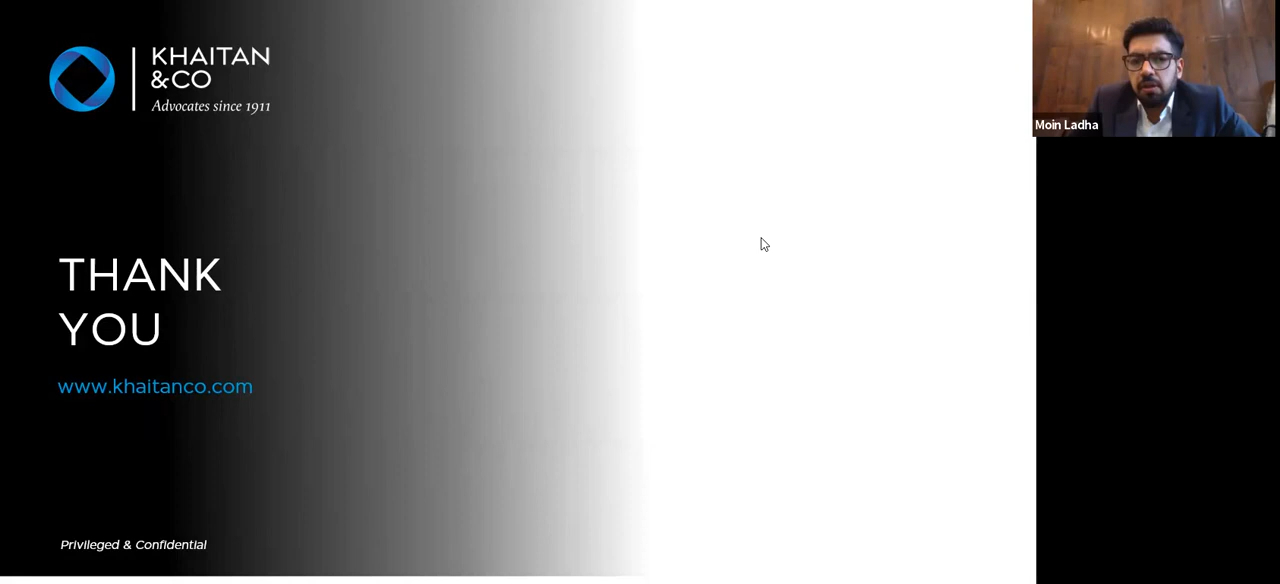 KHAITAN
&CO
Advocates since 1911
Moin Ladha
THANK
YOU
www.khaitanco.com
Privileged & Confidential